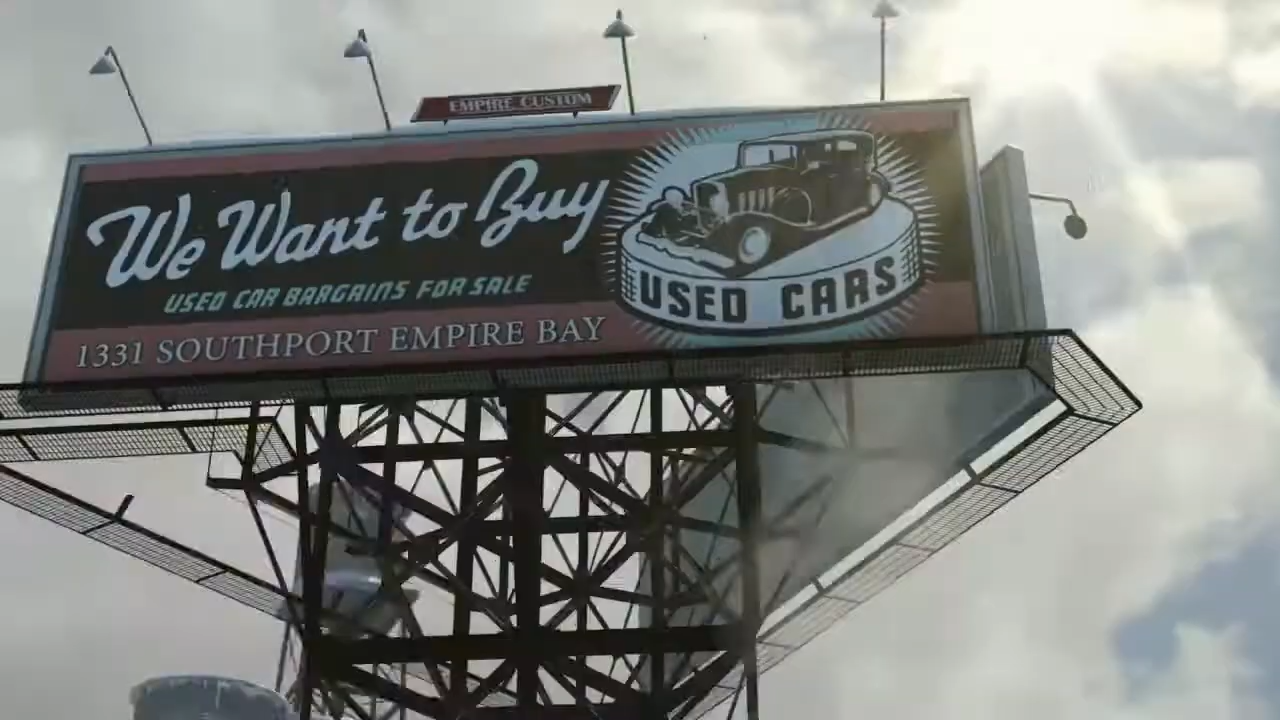 EMPIRE CUSTOM
We Want to Buy
USED CAR BARGAINS FOR SALE
1331 SOUTHPORT EMPIRE BAY
USED CARS